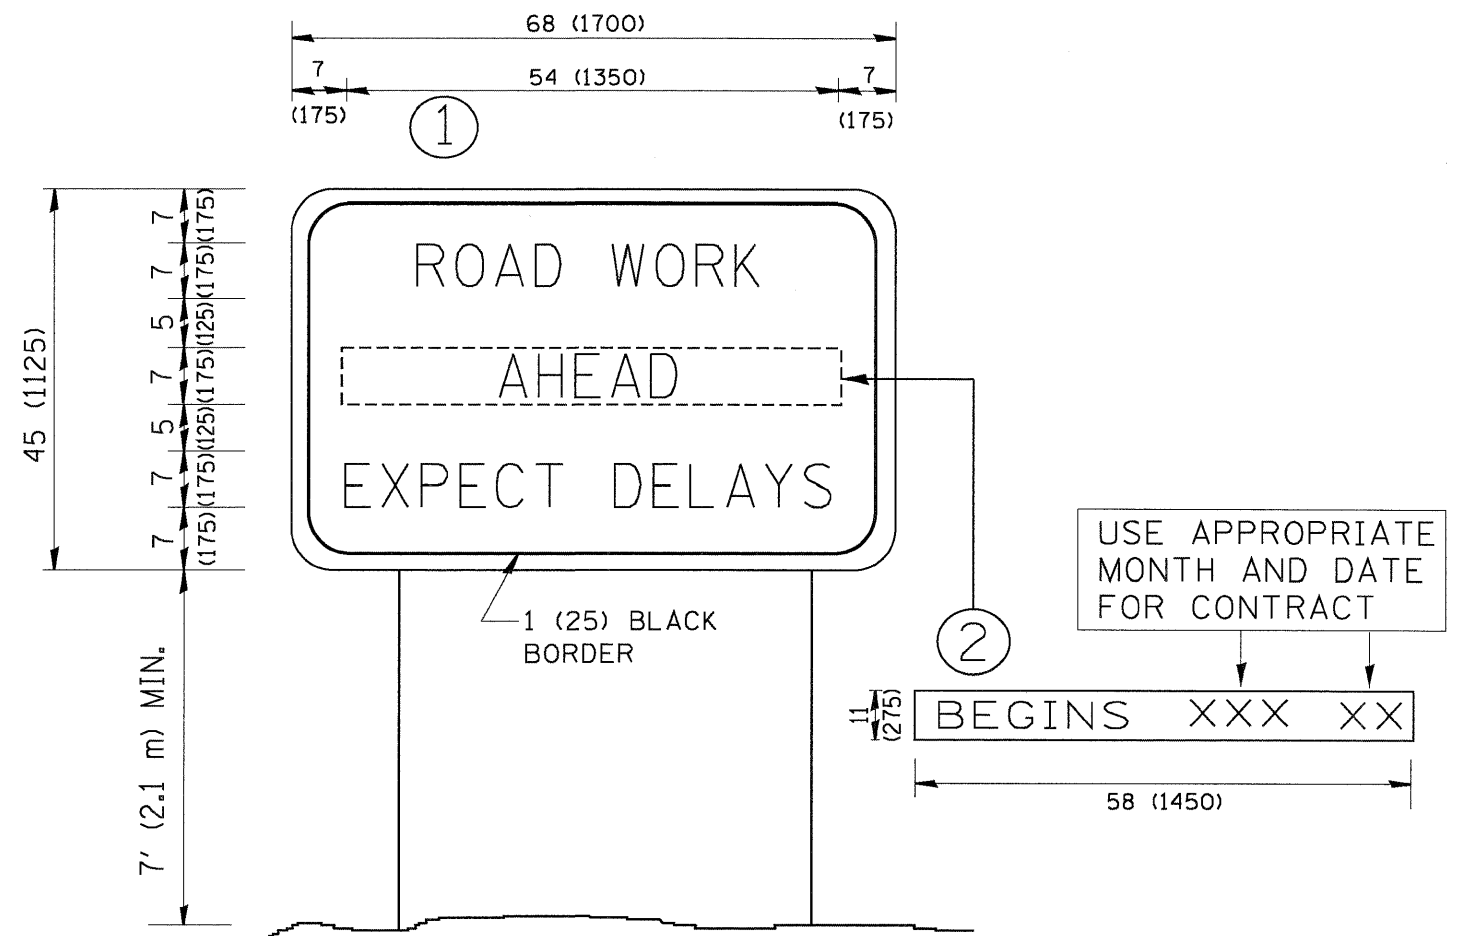 68 (1700)
7
54 (1350)
7
(175)
(175)
1
7
(175)
7
(175)
5
(125)
7
(175)
5
(125)
7
(175)
7
(175)
45 (1125)
ROAD WORK
AHEAD
EXPECT DELAYS
1 (25) BLACK
BORDER
7' (2.1 m) MIN.
2
USE APPROPRIATE
MONTH AND DATE
FOR CONTRACT
11
(275)
BEGINS XXX XX
58 (1450)